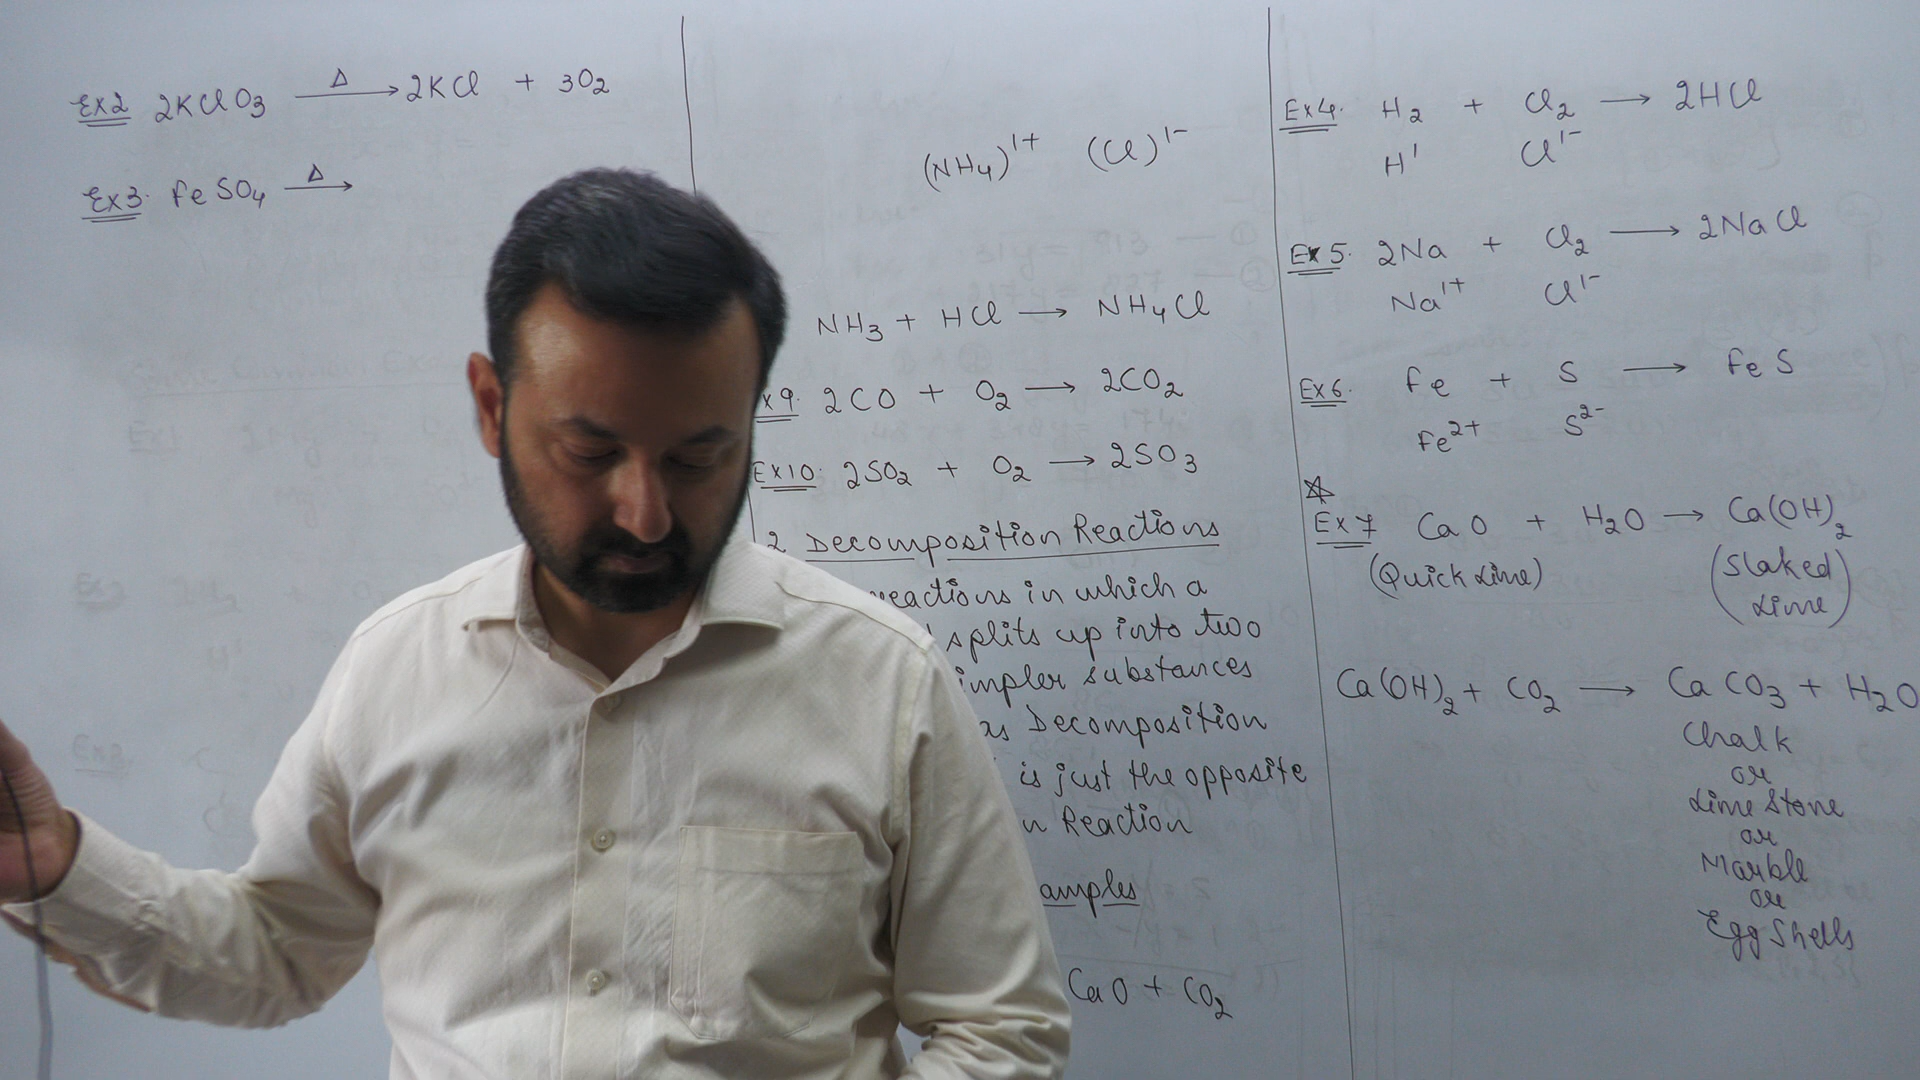 Ex2 2KClO3 Δ → 2KCl + 3O2
Ex3. FeSO4 Δ →
(NH4)1+ (Cl)1-
NH3 + HCl → NH4Cl
x9. 2CO + O2 → 2CO2
Ex10. 2SO2 + O2 → 2SO3
2 Decomposition Reactions
reactions in which a
splits up into two
impler substances
as Decomposition
is just the opposite
n Reaction
amples
CaO + CO2
Ex4. H2 + Cl2 → 2HCl
H1 Cl1-
Ex5. 2Na + Cl2 → 2NaCl
Na1+ Cl1-
Ex6. Fe + S → FeS
Fe2+ S2-
Ex7 CaO + H2O → Ca(OH)2
(Quick Lime) (Slaked
Lime)
Ca(OH)2 + CO2 → CaCO3 + H2O
Chalk
or
Lime Stone
or
Marble
or
Egg Shells